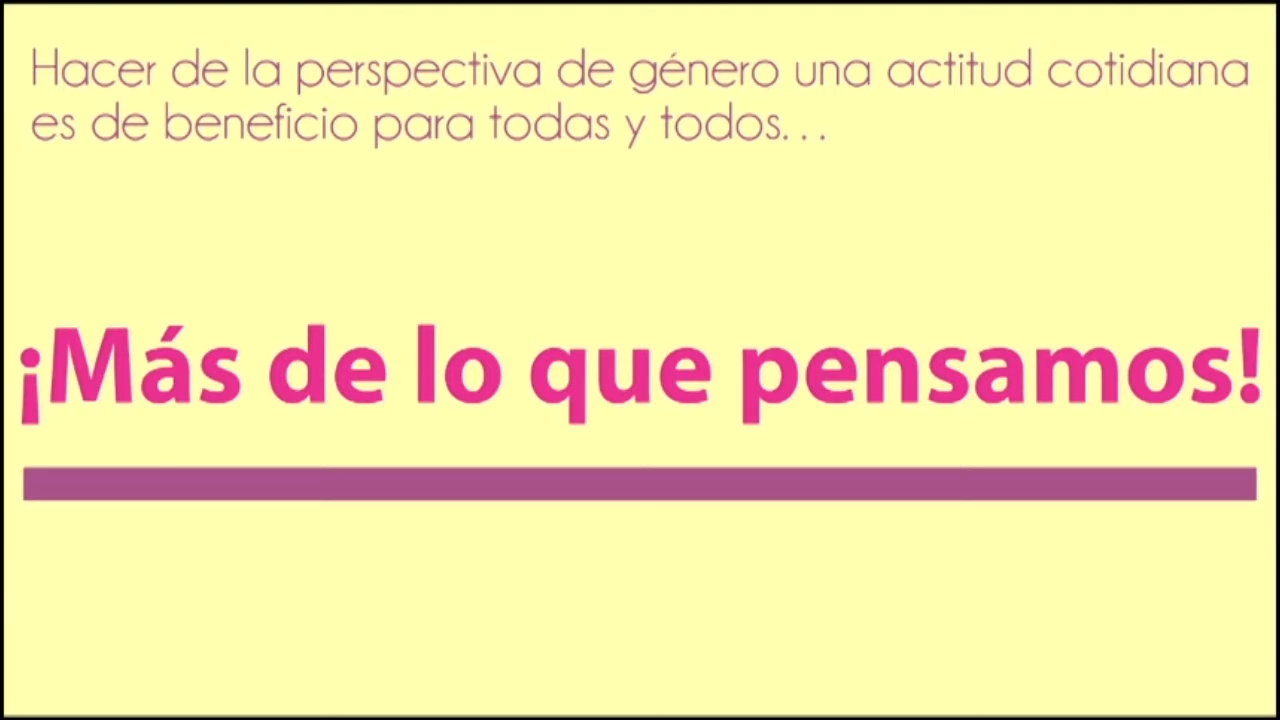 Hacer de la perspectiva de género una actitud cotidiana
es de beneficio para todas y todos...
¡Más de lo que pensamos!